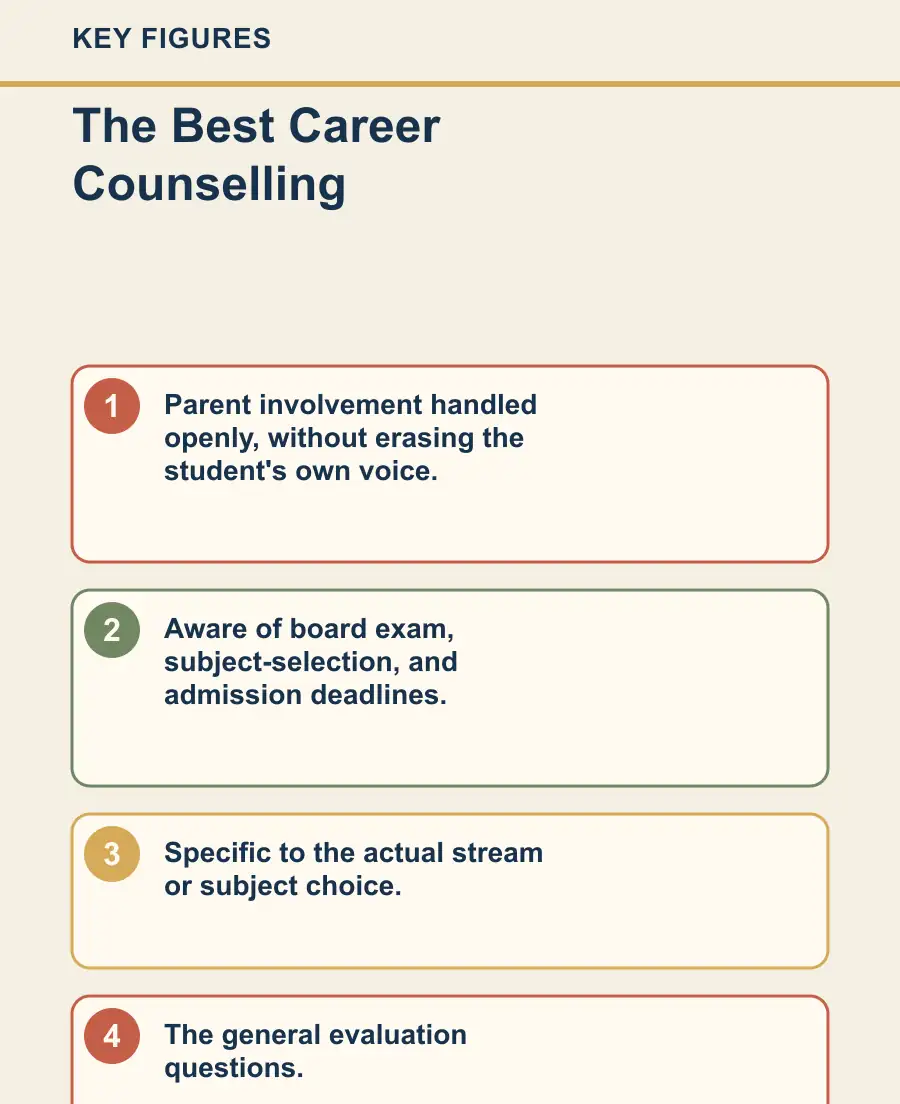 KEY FIGURES
The Best Career
Counselling
1
Parent involvement handled
openly, without erasing the
student's own voice.
2
Aware of board exam,
subject-selection, and
admission deadlines.
3
Specific to the actual stream
or subject choice.
4
The general evaluation
questions.